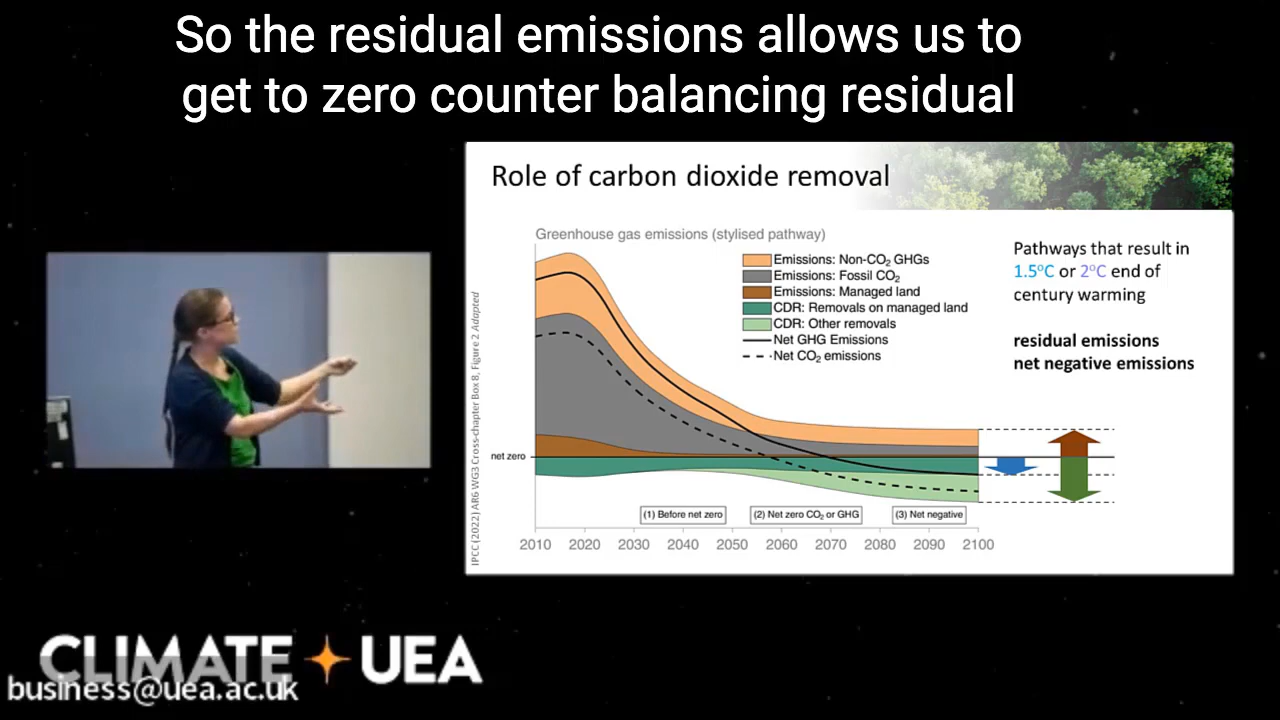 So the residual emissions allows us to
get to zero counter balancing residual
Role of carbon dioxide removal
Greenhouse gas emissions (stylised pathway)
Emissions: Non-CO₂ GHGs
Emissions: Fossil CO₂
Emissions: Managed land
CDR: Removals on managed land
CDR: Other removals
Net GHG Emissions
Net CO₂ emissions
Pathways that result in
1.5°C or 2°C end of
century warming
residual emissions
net negative emissions
IPCC (2022) AR6 WG3 Cross-chapter Box 8, Figure 2 Adapted
net zero
(1) Before net zero
(2) Net zero CO₂ or GHG
(3) Net negative
2010 2020 2030 2040 2050 2060 2070 2080 2090 2100
CLIMATE UEA
business@uea.ac.uk